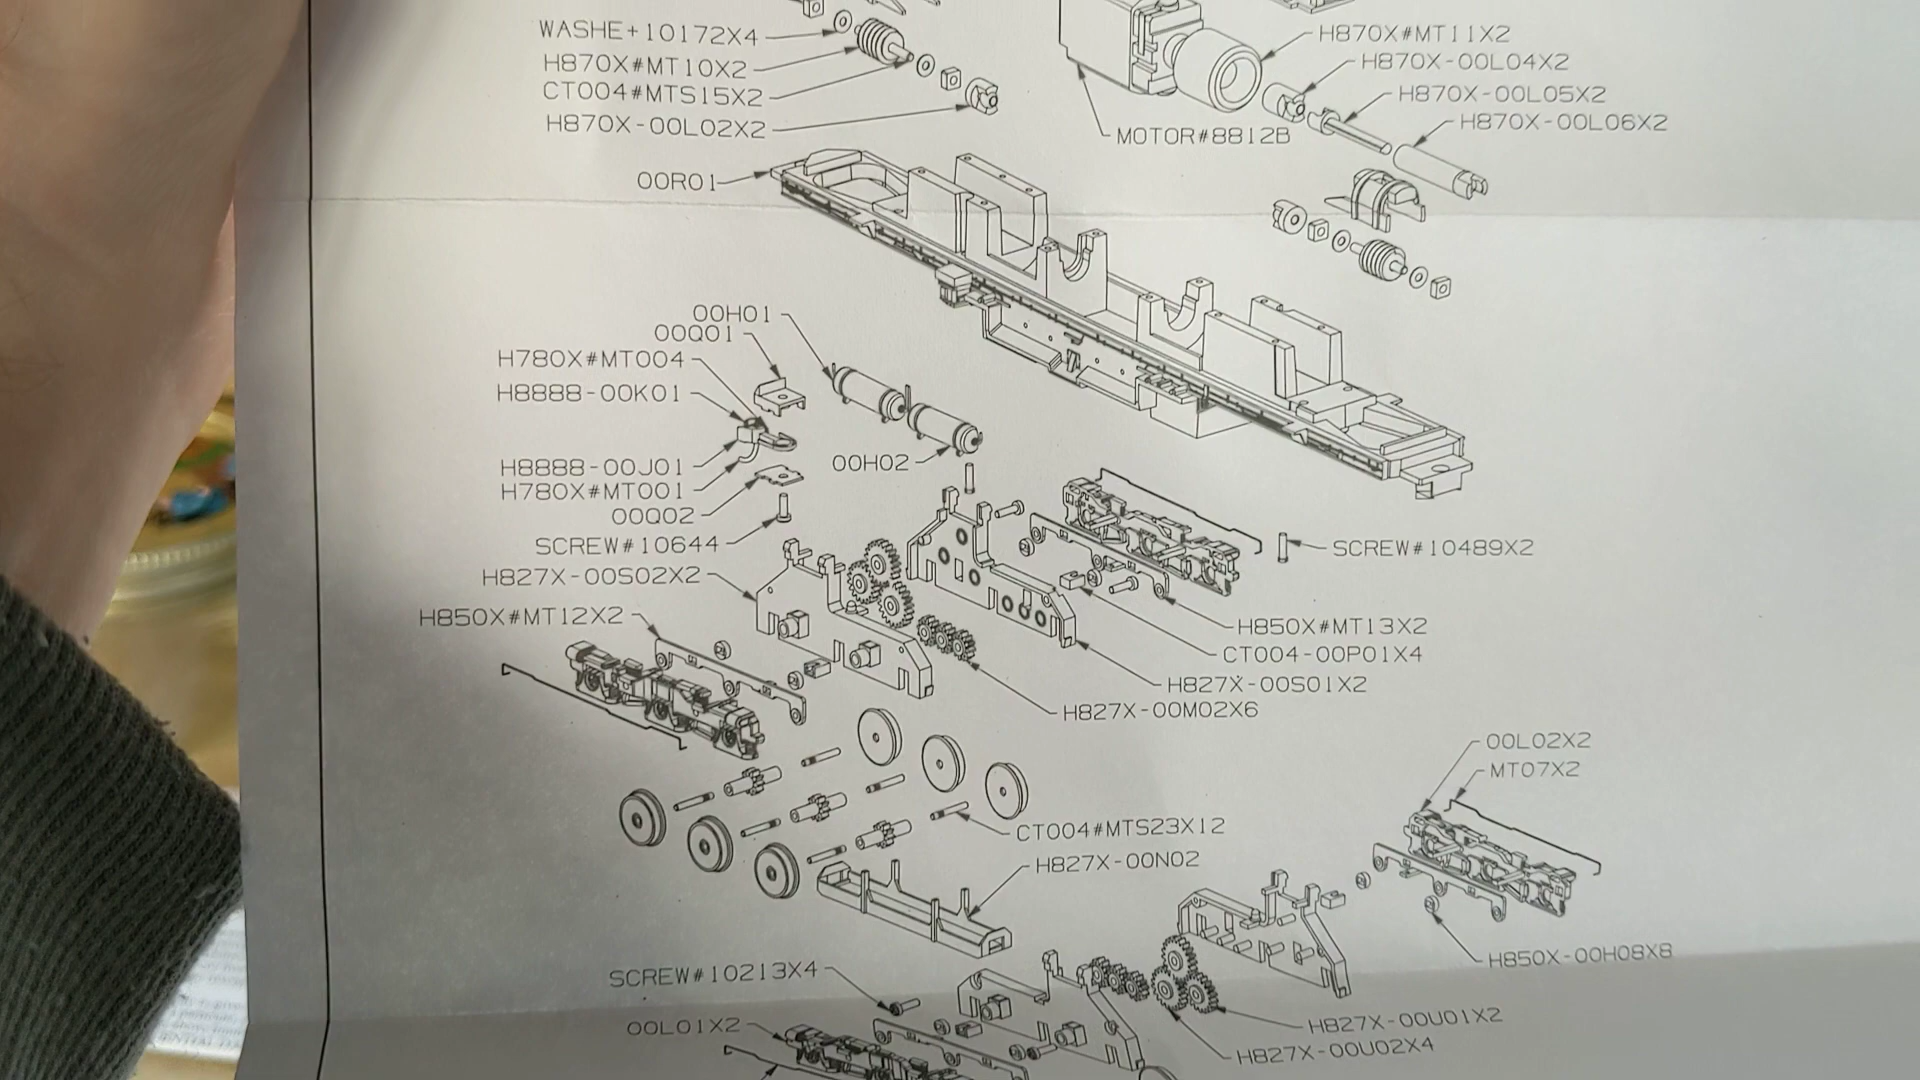 WASHE+10172X4
H870X#MT10X2
CT004#MTS15X2
H870X-00L02X2
H870X#MT11X2
H870X-00L04X2
H870X-00L05X2
H870X-00L06X2
MOTOR#8812B
00R01
00H01
00Q01
H780X#MT004
H8888-00K01
H8888-00J01
H780X#MT001
00Q02
SCREW#10644
00H02
H827X-00S02X2
H850X#MT12X2
SCREW#10489X2
H850X#MT13X2
CT004-00P01X4
H827X-00S01X2
H827X-00M02X6
00L02X2
MT07X2
CT004#MTS23X12
H827X-00N02
H850X-00H08X8
SCREW#10213X4
00L01X2
H827X-00U01X2
H827X-00U02X4